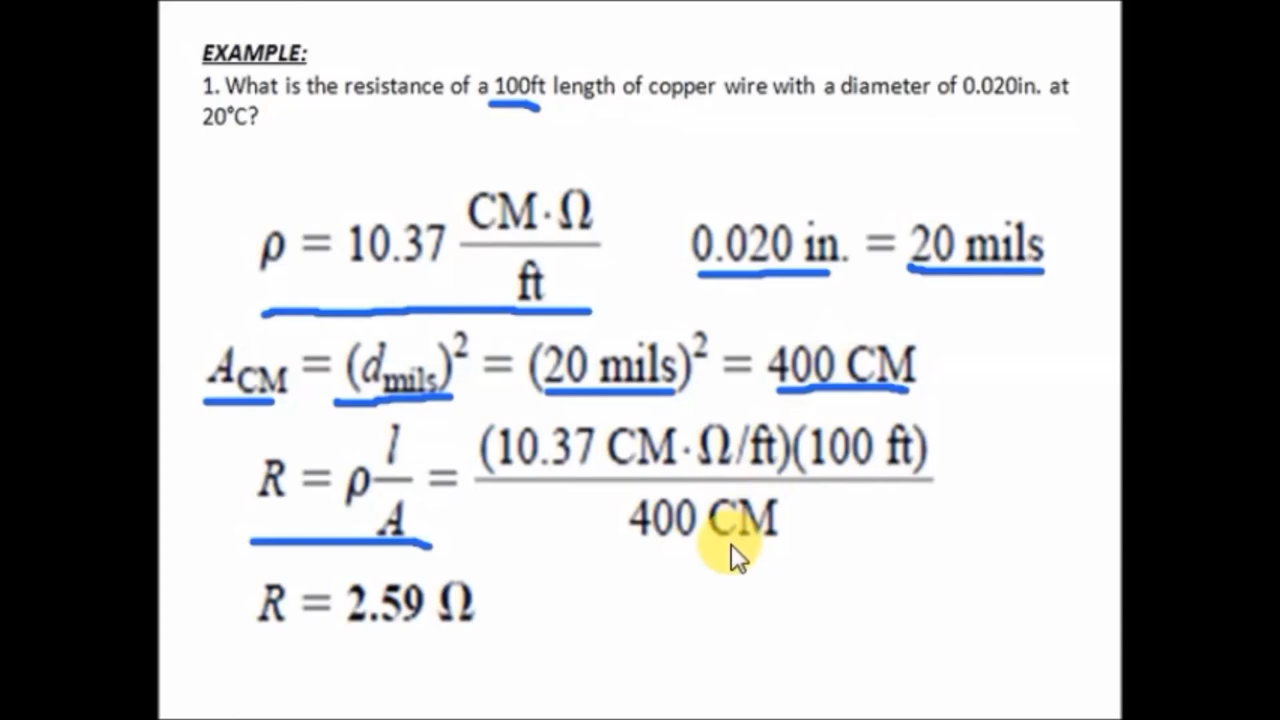 EXAMPLE:
1. What is the resistance of a 100ft length of copper wire with a diameter of 0.020in. at
20°C?
ρ = 10.37 CM·Ω/ft    0.020 in. = 20 mils
A_CM = (d_mils)² = (20 mils)² = 400 CM
R = ρ l/A = (10.37 CM·Ω/ft)(100 ft)/400 CM
R = 2.59 Ω